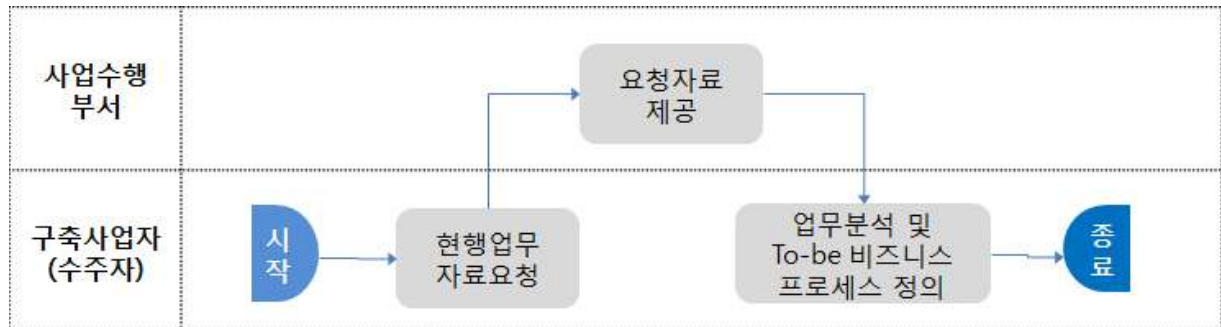 사업수행
부서
요청자료
제공
구축사업자
(수주자)
시
작
현행업무
자료요청
업무분석 및
To-be 비즈니스
프로세스 정의
종
료